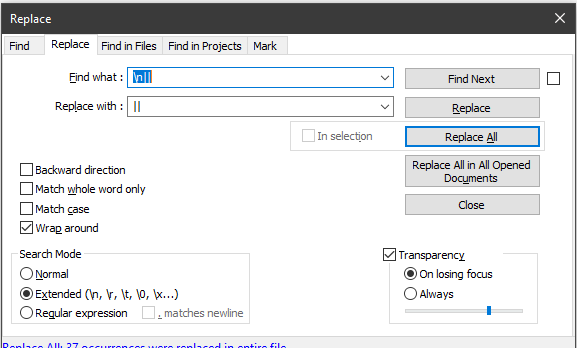 Replace
Find Replace Find in Files Find in Projects Mark
Find what : \n|| Find Next
Replace with : || Replace
In selection Replace All
Backward direction Replace All in All Opened Documents
Match whole word only
Match case Close
Wrap around
Search Mode Transparency
Normal On losing focus
Extended (\n, \r, \t, \0, \x...) Always
Regular expression . matches newline
Replace All: 37 occurrences were replaced in entire file